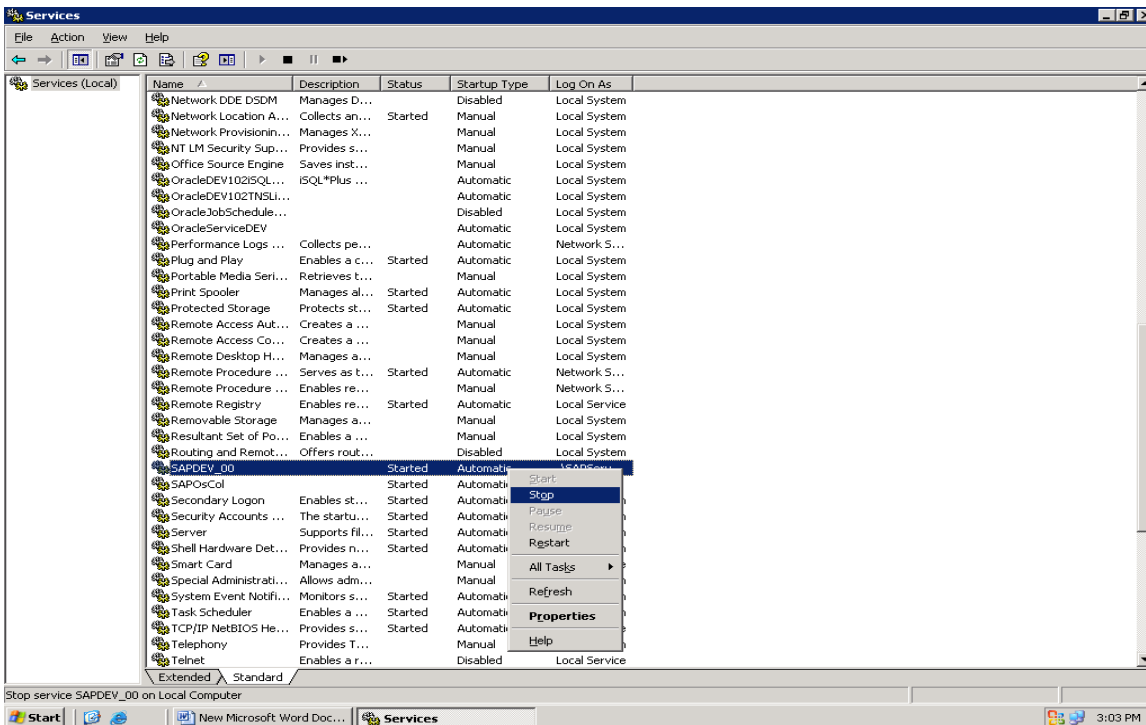 Services
File Action View Help
Services (Local)
Name Description Status Startup Type Log On As
Network DDE DSDM Manages D... Disabled Local System
Network Location A... Collects an... Started Manual Local System
Network Provisionin... Manages X... Manual Local System
NT LM Security Sup... Provides s... Manual Local System
Office Source Engine Saves inst... Manual Local System
OracleDEV102iSQL... iSQL*Plus ... Automatic Local System
OracleDEV102TNSLi... Automatic Local System
OracleJobSchedule... Disabled Local System
OracleServiceDEV Automatic Local System
Performance Logs ... Collects pe... Automatic Network S...
Plug and Play Enables a c... Started Automatic Local System
Portable Media Seri... Retrieves t... Manual Local System
Print Spooler Manages al... Started Automatic Local System
Protected Storage Protects st... Started Automatic Local System
Remote Access Aut... Creates a ... Manual Local System
Remote Access Co... Creates a ... Manual Local System
Remote Desktop H... Manages a... Manual Local System
Remote Procedure ... Serves as t... Started Automatic Network S...
Remote Procedure ... Enables re... Manual Network S...
Remote Registry Enables re... Started Automatic Local Service
Removable Storage Manages a... Manual Local System
Resultant Set of Po... Enables a ... Manual Local System
Routing and Remot... Offers rout... Disabled Local System
SAPDEV_00 Started Automatic
SAPOsCol Started Automati
Secondary Logon Enables st... Started Automati
Security Accounts ... The startu... Started Automati
Server Supports fil... Started Automati
Shell Hardware Det... Provides n... Started Automati
Smart Card Manages a... Manual
Special Administrati... Allows adm... Manual
System Event Notifi... Monitors s... Started Automati
Task Scheduler Enables a ... Started Automati
TCP/IP NetBIOS He... Provides s... Started Automati
Telephony Provides T... Manual
Telnet Enables a r... Disabled Local Service
Start
Stop
Pause
Resume
Restart
All Tasks
Refresh
Properties
Help
Extended Standard
Stop service SAPDEV_00 on Local Computer
Start New Microsoft Word Doc... Services 3:03 PM